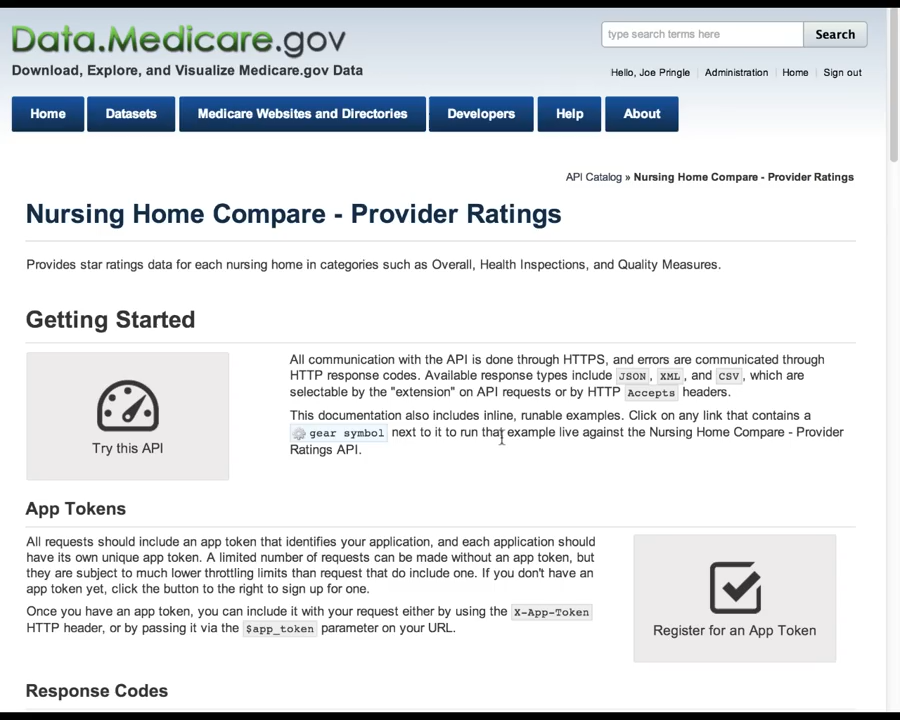 Data.Medicare.gov
type search terms here
Search
Download, Explore, and Visualize Medicare.gov Data
Hello, Joe Pringle Administration Home Sign out
Home Datasets Medicare Websites and Directories Developers Help About
API Catalog » Nursing Home Compare - Provider Ratings
Nursing Home Compare - Provider Ratings
Provides star ratings data for each nursing home in categories such as Overall, Health Inspections, and Quality Measures.
Getting Started
Try this API
All communication with the API is done through HTTPS, and errors are communicated through
HTTP response codes. Available response types include JSON, XML, and CSV, which are
selectable by the "extension" on API requests or by HTTP Accepts headers.
This documentation also includes inline, runable examples. Click on any link that contains a
gear symbol next to it to run that example live against the Nursing Home Compare - Provider
Ratings API.
App Tokens
All requests should include an app token that identifies your application, and each application should
have its own unique app token. A limited number of requests can be made without an app token, but
they are subject to much lower throttling limits than request that do include one. If you don't have an
app token yet, click the button to the right to sign up for one.
Once you have an app token, you can include it with your request either by using the X-App-Token
HTTP header, or by passing it via the $app_token parameter on your URL.
Register for an App Token
Response Codes